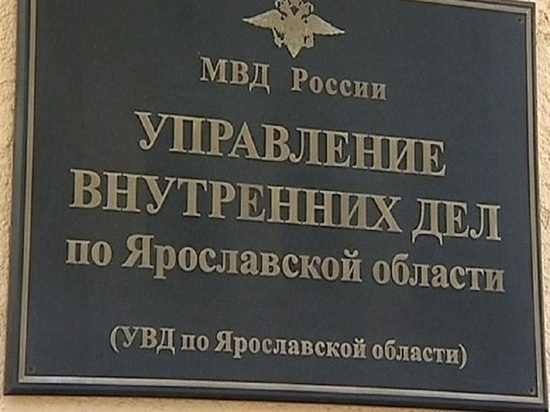 МВД России
УПРАВЛЕНИЕ
ВНУТРЕННИХ ДЕЛ
по Ярославской области
(УВД по Ярославской области)